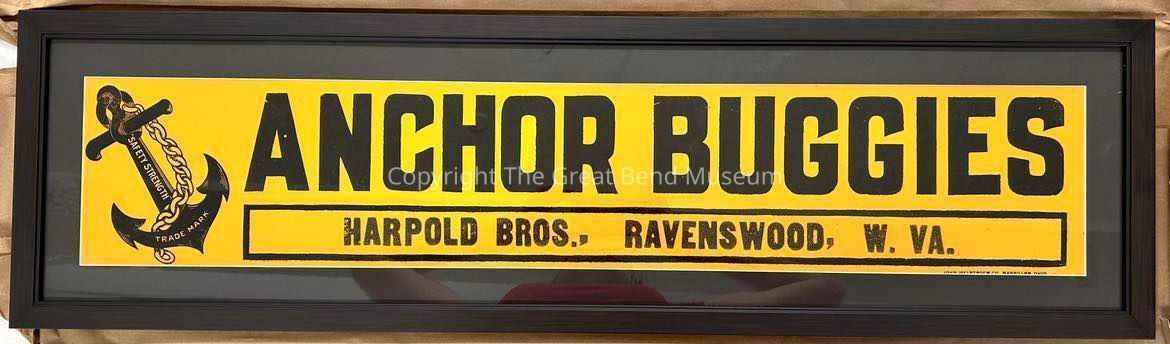 ANCHOR BUGGIES
SAFETY STRENGTH
TRADE MARK
Copyright The Great Bend Museum
HARPOLD BROS., RAVENSWOOD, W. VA.